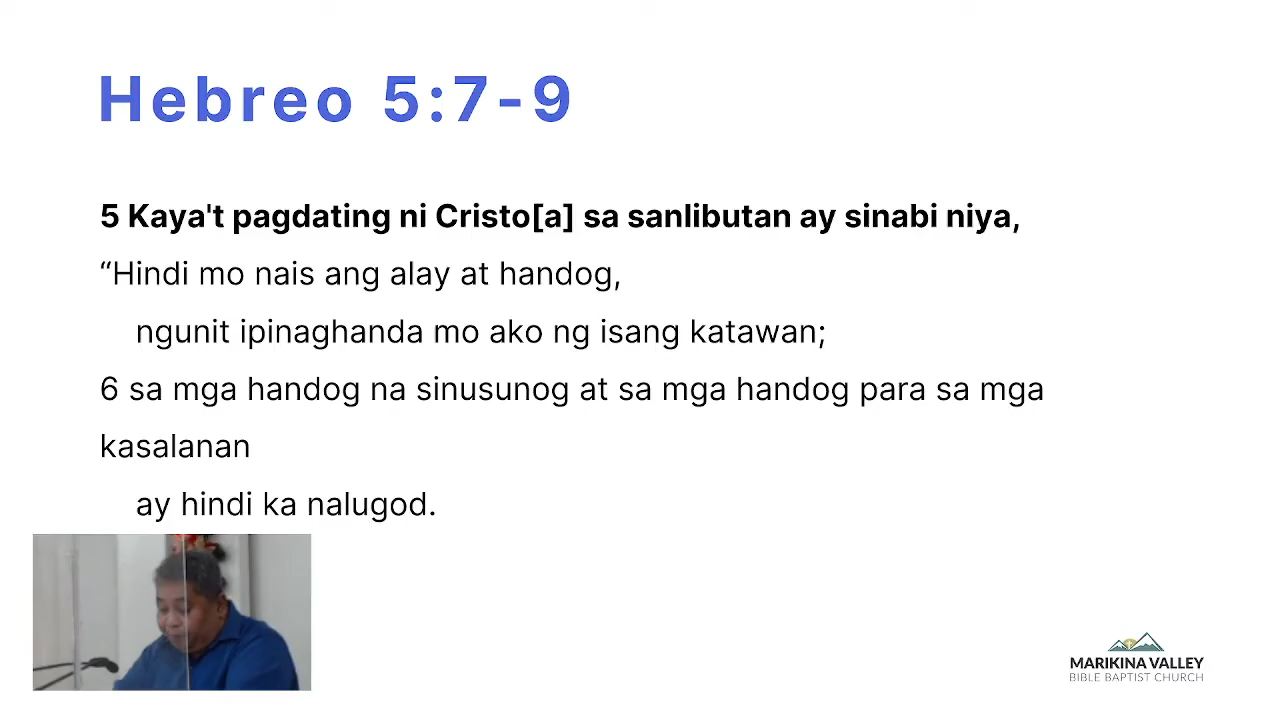 Hebreo 5:7-9
5 Kaya't pagdating ni Cristo[a] sa sanlibutan ay sinabi niya,
“Hindi mo nais ang alay at handog,
ngunit ipinaghanda mo ako ng isang katawan;
6 sa mga handog na sinusunog at sa mga handog para sa mga
kasalanan
ay hindi ka nalugod.
MARIKINA VALLEY
BIBLE BAPTIST CHURCH